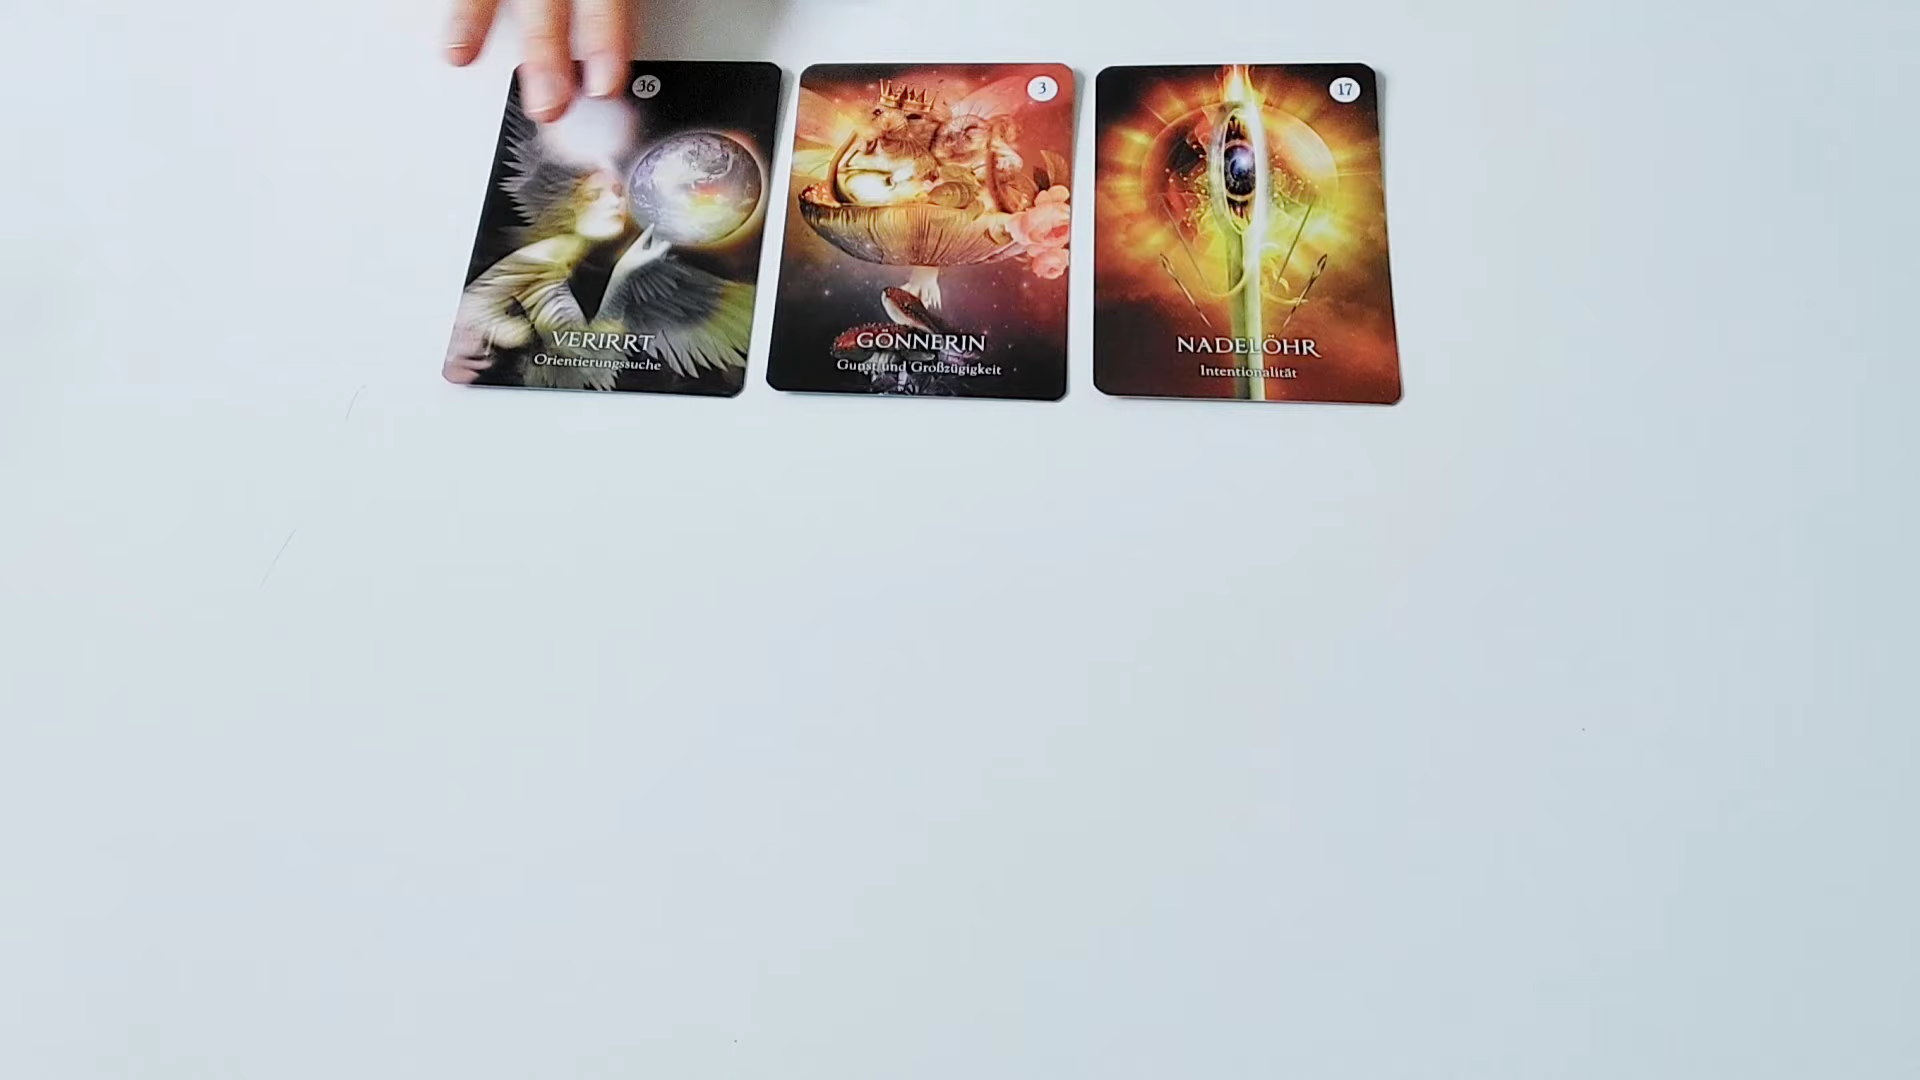 36
VERIRRT
Orientierungssuche
3
GÖNNERIN
Gunst und Großzügigkeit
17
NADELÖHR
Intentionalität